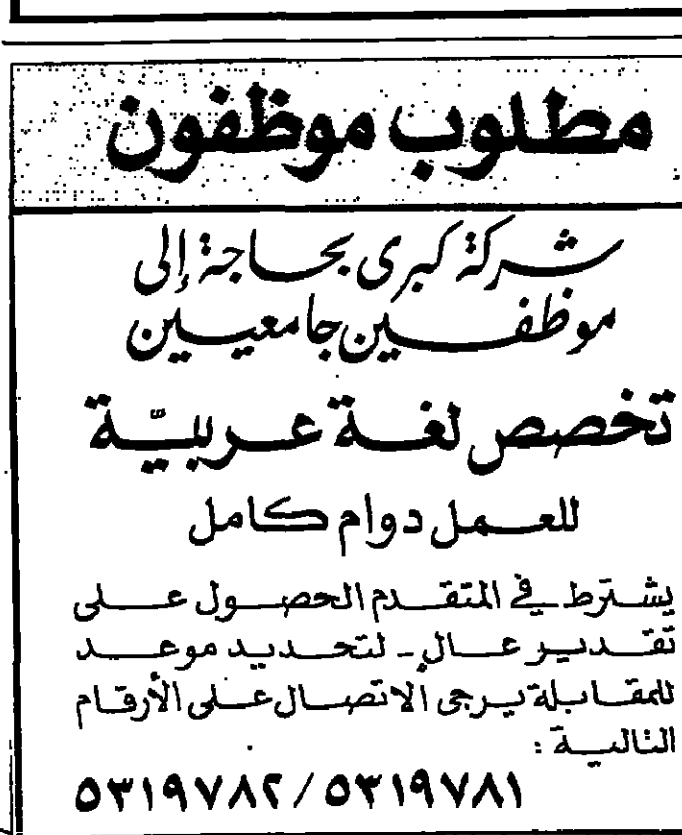 مطلوب موظفون
شركة كبرى بحاجة إلى
موظفين جامعيين
تخصص لغة عربيّة
للعمل دوام كامل
يشترط في المتقدم الحصول على
تقدير عالٍ - لتحديد موعد
للمقابلة يرجى الاتصال على الأرقام
التالية :
٥٣١٩٧٨١/٥٣١٩٧٨٢